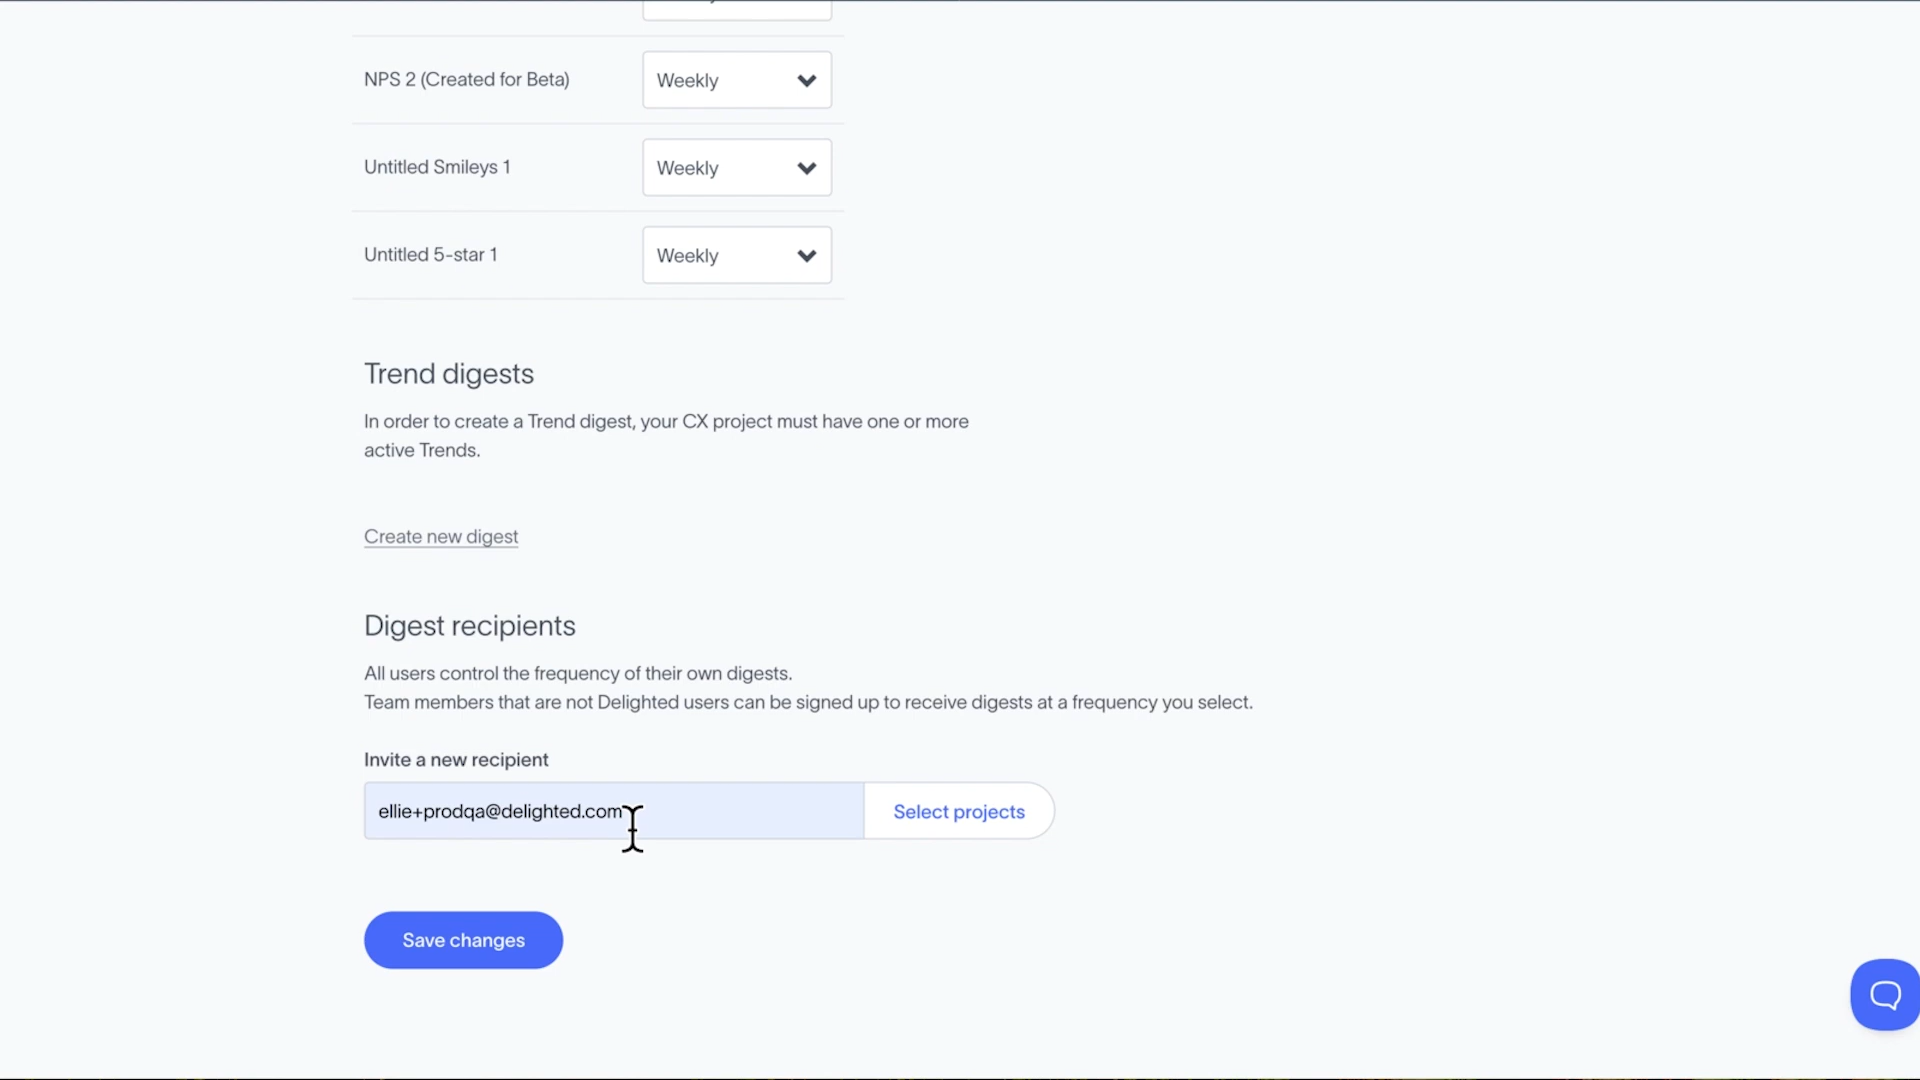 NPS 2 (Created for Beta)
Weekly
Untitled Smileys 1
Weekly
Untitled 5-star 1
Weekly
Trend digests
In order to create a Trend digest, your CX project must have one or more
active Trends.
Create new digest
Digest recipients
All users control the frequency of their own digests.
Team members that are not Delighted users can be signed up to receive digests at a frequency you select.
Invite a new recipient
ellie+prodqa@delighted.com
Select projects
Save changes